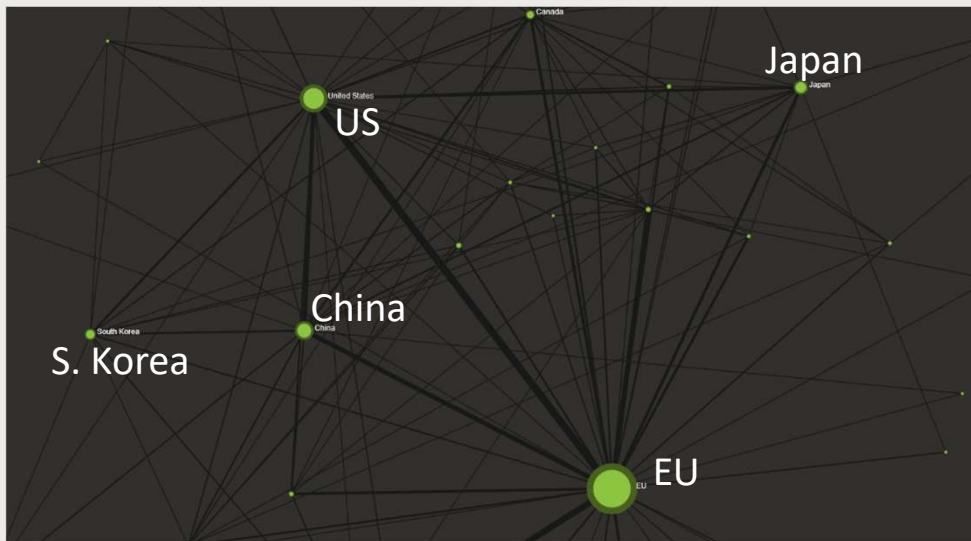 Canada
Japan
Japan
United States
US
China
China
South Korea
S. Korea
EU
EU